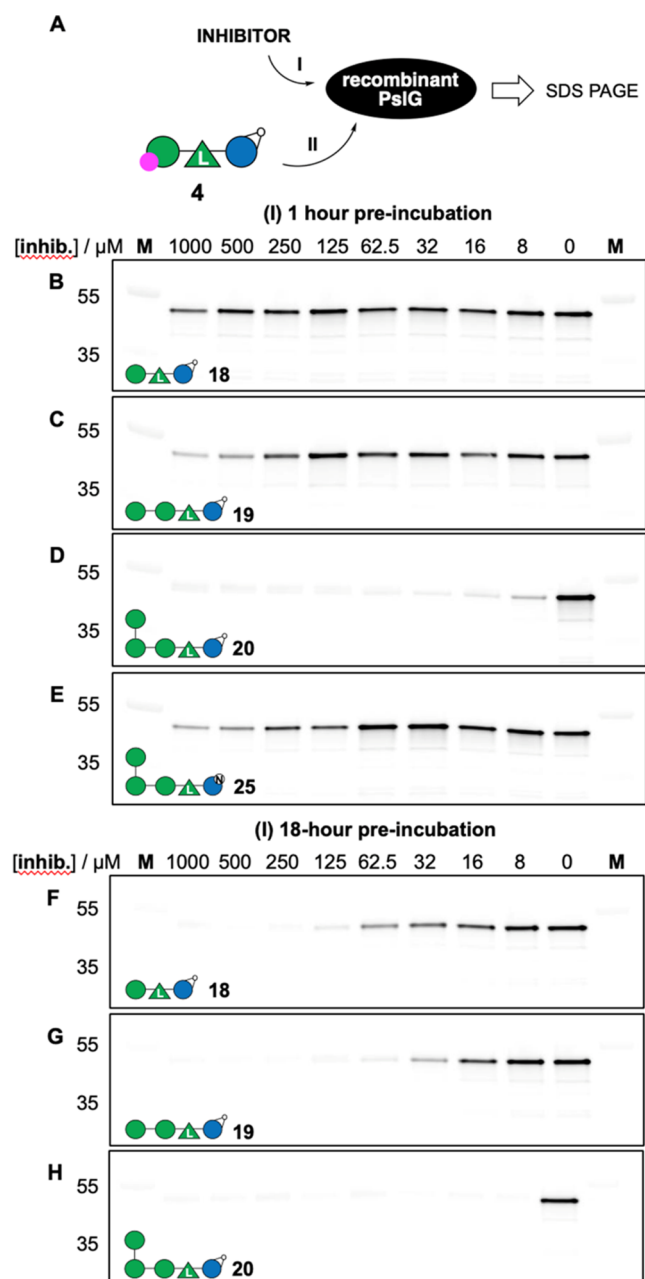 A
INHIBITOR
I
recombinant
PslG
SDS PAGE
L
II
4
(I) 1 hour pre-incubation
[inhib.] / µM M 1000 500 250 125 62.5 32 16 8 0 M
B
55
35
L
18
C
55
35
L
19
D
55
35
L
20
E
55
35
L
N
25
(I) 18-hour pre-incubation
[inhib.] / µM M 1000 500 250 125 62.5 32 16 8 0 M
F
55
35
L
18
G
55
35
L
19
H
55
35
L
20